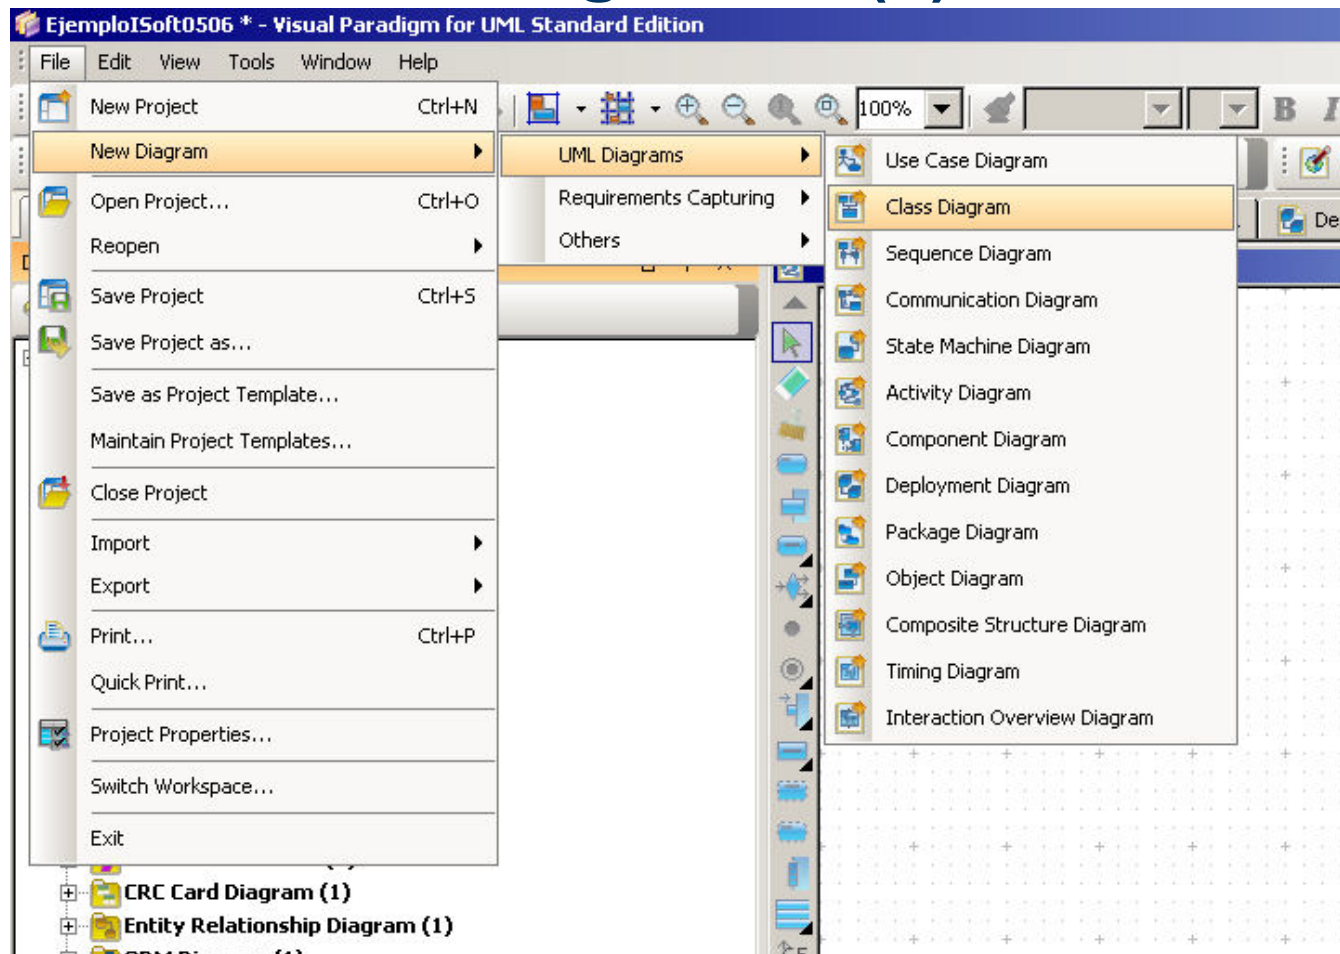 EjemploISoft0506 * - Visual Paradigm for UML Standard Edition
File Edit View Tools Window Help
New Project Ctrl+N
100%
B I
New Diagram
UML Diagrams
Use Case Diagram
Open Project... Ctrl+O
Requirements Capturing
Class Diagram
De
Reopen
Others
Sequence Diagram
Save Project Ctrl+S
Communication Diagram
Save Project as...
State Machine Diagram
Save as Project Template...
Activity Diagram
Maintain Project Templates...
Component Diagram
Close Project
Deployment Diagram
Import
Package Diagram
Export
Object Diagram
Print... Ctrl+P
Composite Structure Diagram
Quick Print...
Timing Diagram
Project Properties...
Interaction Overview Diagram
Switch Workspace...
Exit
CRC Card Diagram (1)
Entity Relationship Diagram (1)